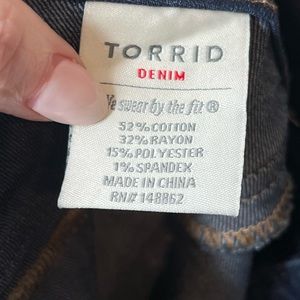 TORRID
DENIM
We swear by the fit ®
52% COTTON
32% RAYON
15% POLYESTER
1% SPANDEX
MADE IN CHINA
RN# 148862